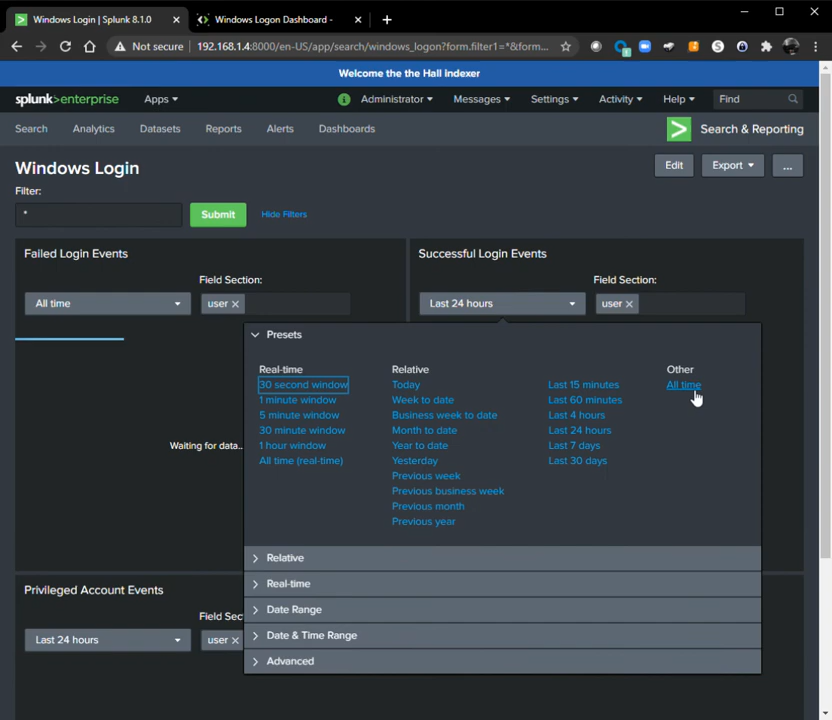 Windows Login | Splunk 8.1.0
Windows Logon Dashboard -
Not secure
192.168.1.4:8000/en-US/app/search/windows_logon?form.filter1=*&form...
Welcome the the Hall Indexer
splunk>enterprise
Apps
i
Administrator
Messages
Settings
Activity
Help
Find
Search
Analytics
Datasets
Reports
Alerts
Dashboards
Search & Reporting
Windows Login
Edit
Export
...
Filter:
*
Submit
Hide Filters
Failed Login Events
Field Section:
All time
user
Waiting for data...
Successful Login Events
Field Section:
Last 24 hours
user
Presets
Real-time
30 second window
1 minute window
5 minute window
30 minute window
1 hour window
All time (real-time)
Relative
Today
Week to date
Business week to date
Month to date
Year to date
Yesterday
Previous week
Previous business week
Previous month
Previous year
Last 15 minutes
Last 60 minutes
Last 4 hours
Last 24 hours
Last 7 days
Last 30 days
Other
All time
Relative
Real-time
Date Range
Date & Time Range
Advanced
Privileged Account Events
Field Sec
Last 24 hours
user